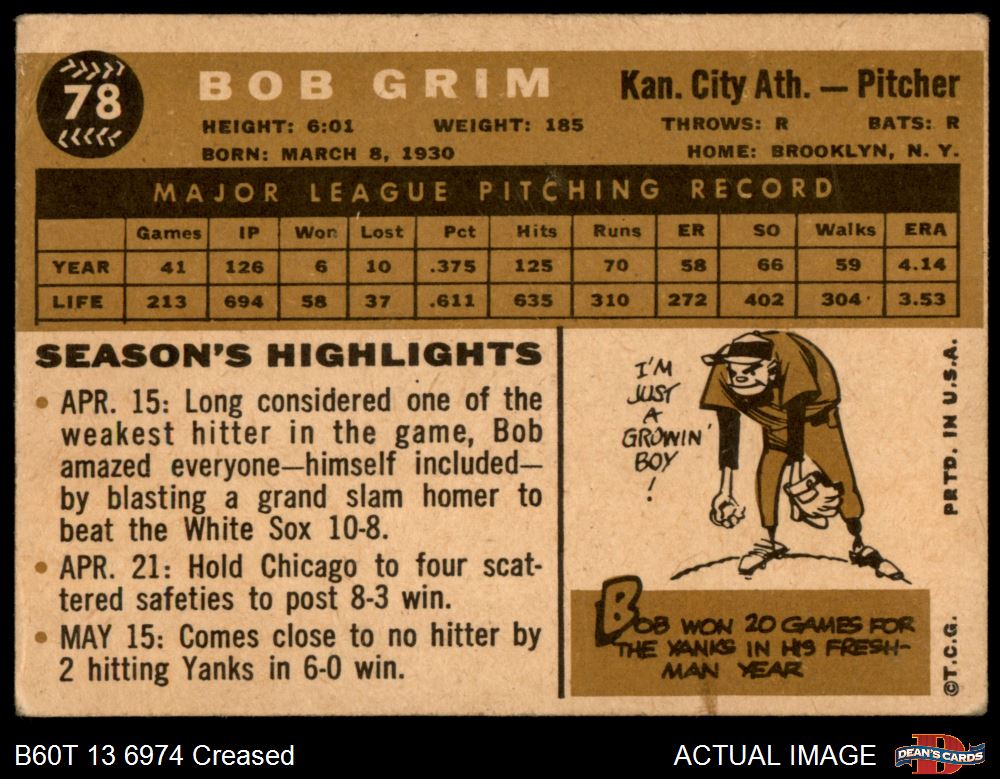 78
BOB GRIM
Kan. City Ath. — Pitcher
HEIGHT: 6:01 WEIGHT: 185 THROWS: R BATS: R
BORN: MARCH 8, 1930 HOME: BROOKLYN, N. Y.
MAJOR LEAGUE PITCHING RECORD
Games IP Won Lost Pct Hits Runs ER SO Walks ERA
YEAR 41 126 6 10 .375 125 70 58 66 59 4.14
LIFE 213 694 58 37 .611 635 310 272 402 304 3.53
SEASON'S HIGHLIGHTS
• APR. 15: Long considered one of the
weakest hitter in the game, Bob
amazed everyone—himself included—
by blasting a grand slam homer to
beat the White Sox 10-8.
• APR. 21: Hold Chicago to four scat-
tered safeties to post 8-3 win.
• MAY 15: Comes close to no hitter by
2 hitting Yanks in 6-0 win.
I'M
JUST
A
GROWIN'
BOY
!
BOB WON 20 GAMES FOR
THE YANKS IN HIS FRESH-
MAN YEAR
PRTD. IN U.S.A.
©T.C.G.
B60T 13 6974 Creased
ACTUAL IMAGE
DEAN'S CARDS